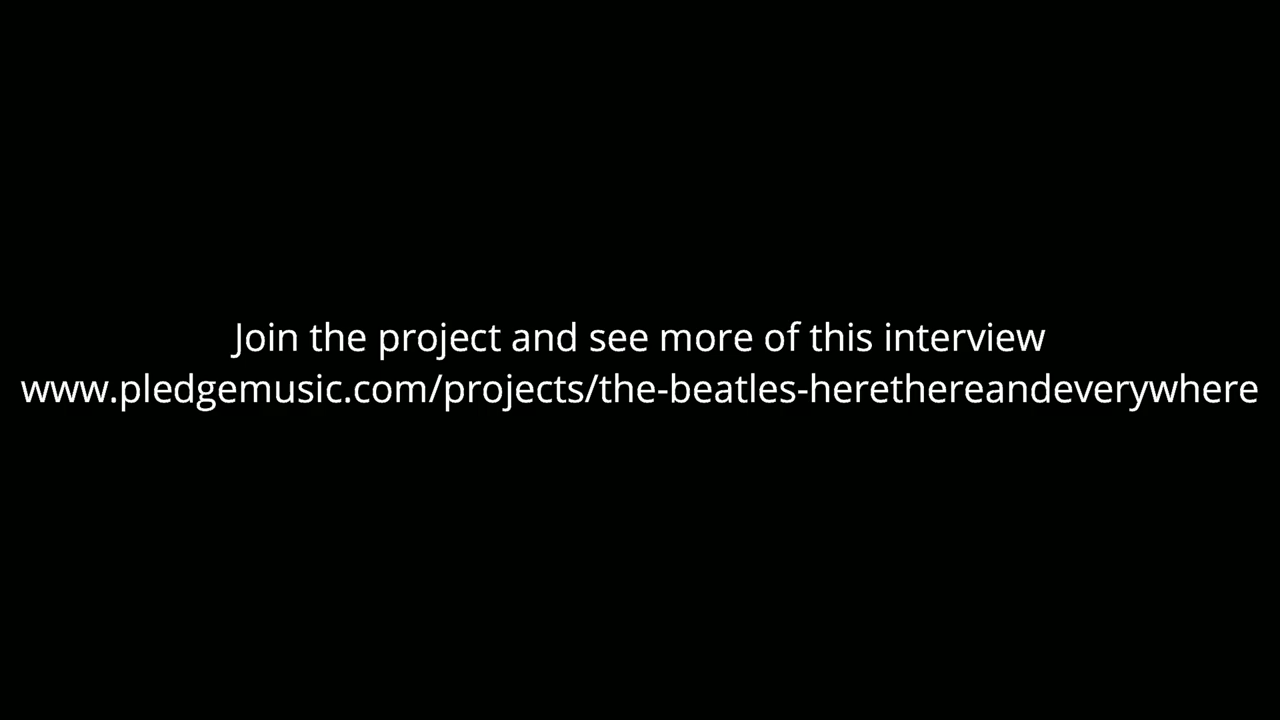 Join the project and see more of this interview
www.pledgemusic.com/projects/the-beatles-herethereandeverywhere